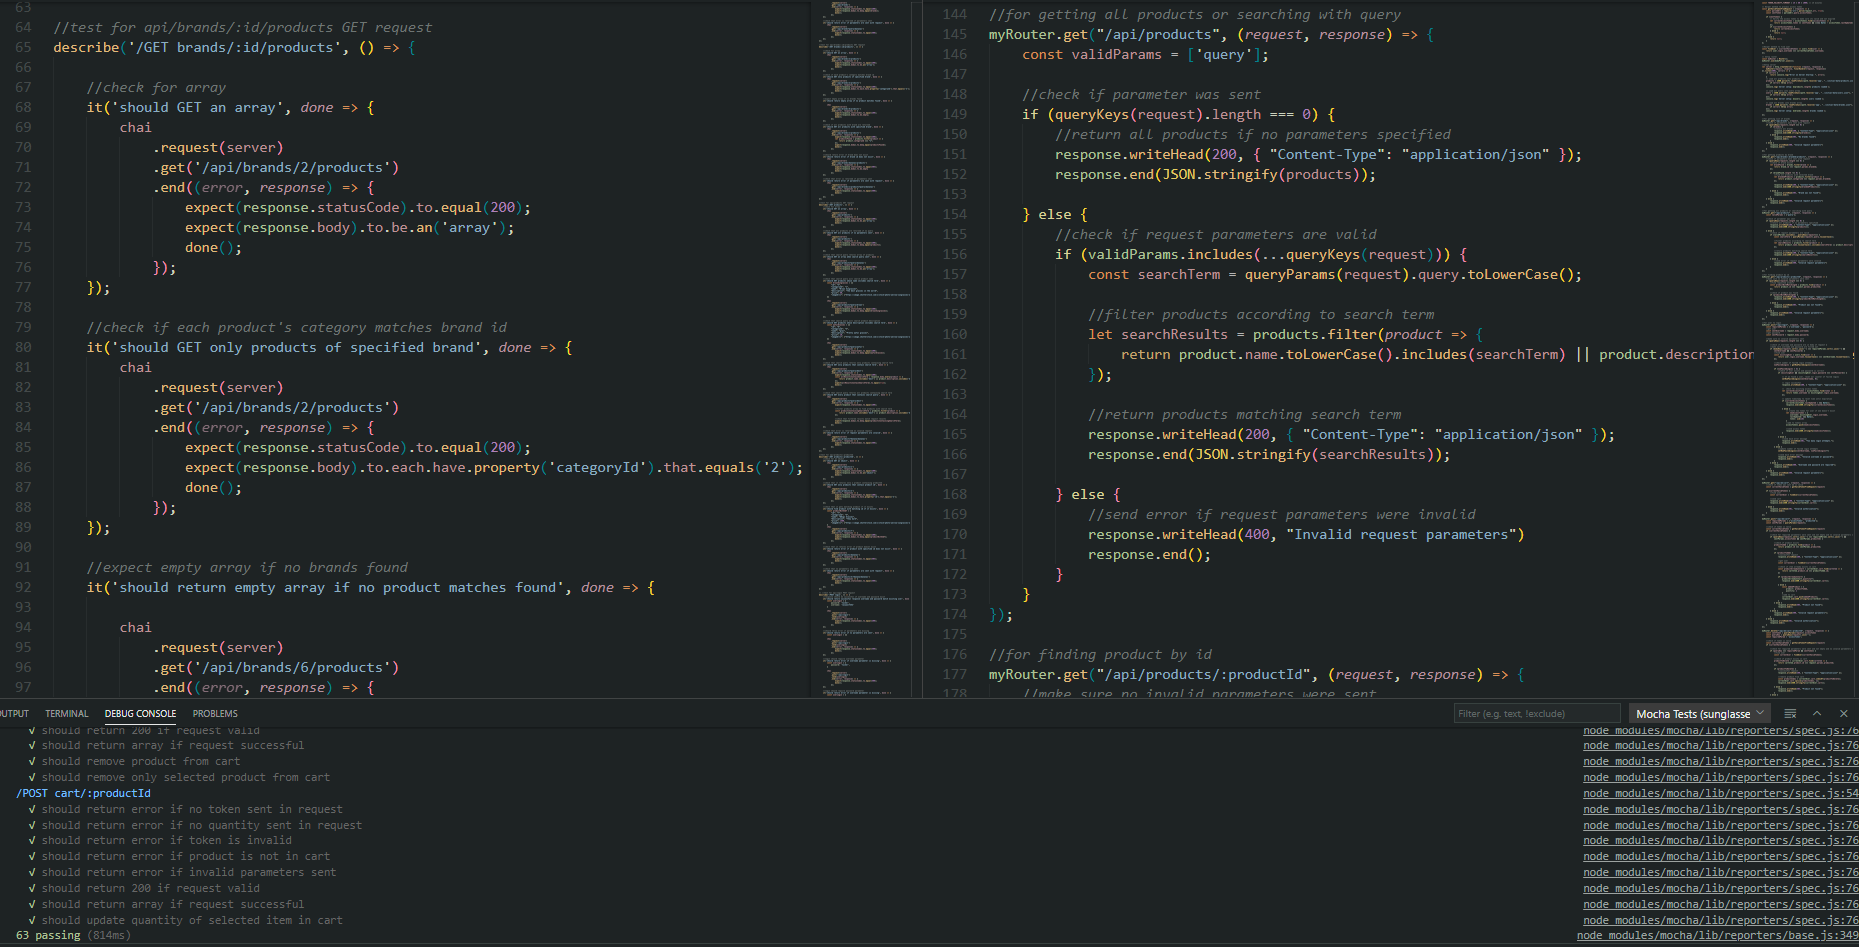 63
64 //test for api/brands/:id/products GET request
65 describe('/GET brands/:id/products', () => {
66
67 //check for array
68 it('should GET an array', done => {
69 chai
70 .request(server)
71 .get('/api/brands/2/products')
72 .end((error, response) => {
73 expect(response.statusCode).to.equal(200);
74 expect(response.body).to.be.an('array');
75 done();
76 });
77 });
78
79 //check if each product's category matches brand id
80 it('should GET only products of specified brand', done => {
81 chai
82 .request(server)
83 .get('/api/brands/2/products')
84 .end((error, response) => {
85 expect(response.statusCode).to.equal(200);
86 expect(response.body).to.each.have.property('categoryId').that.equals('2');
87 done();
88 });
89 });
90
91 //expect empty array if no brands found
92 it('should return empty array if no product matches found', done => {
93
94 chai
95 .request(server)
96 .get('/api/brands/6/products')
97 .end((error, response) => {
144 //for getting all products or searching with query
145 myRouter.get("/api/products", (request, response) => {
146 const validParams = ['query'];
147
148 //check if parameter was sent
149 if (queryKeys(request).length === 0) {
150 //return all products if no parameters specified
151 response.writeHead(200, { "Content-Type": "application/json" });
152 response.end(JSON.stringify(products));
153
154 } else {
155 //check if request parameters are valid
156 if (validParams.includes(...queryKeys(request))) {
157 const searchTerm = queryParams(request).query.toLowerCase();
158
159 //filter products according to search term
160 let searchResults = products.filter(product => {
161 return product.name.toLowerCase().includes(searchTerm) || product.description
162 });
163
164 //return products matching search term
165 response.writeHead(200, { "Content-Type": "application/json" });
166 response.end(JSON.stringify(searchResults));
167
168 } else {
169 //send error if request parameters were invalid
170 response.writeHead(400, "Invalid request parameters")
171 response.end();
172 }
173 }
174 });
175
176 //for finding product by id
177 myRouter.get("/api/products/:productId", (request, response) => {
178 //make sure no invalid parameters were sent
UTPUT TERMINAL DEBUG CONSOLE PROBLEMS Filter (e.g. text, !exclude) Mocha Tests (sunglasse
√ should return 200 if request valid node_modules/mocha/lib/reporters/spec.js:76
√ should return array if request successful node_modules/mocha/lib/reporters/spec.js:76
√ should remove product from cart node_modules/mocha/lib/reporters/spec.js:76
√ should remove only selected product from cart node_modules/mocha/lib/reporters/spec.js:76
/POST cart/:productId node_modules/mocha/lib/reporters/spec.js:54
√ should return error if no token sent in request node_modules/mocha/lib/reporters/spec.js:76
√ should return error if no quantity sent in request node_modules/mocha/lib/reporters/spec.js:76
√ should return error if token is invalid node_modules/mocha/lib/reporters/spec.js:76
√ should return error if product is not in cart node_modules/mocha/lib/reporters/spec.js:76
√ should return error if invalid parameters sent node_modules/mocha/lib/reporters/spec.js:76
√ should return 200 if request valid node_modules/mocha/lib/reporters/spec.js:76
√ should return array if request successful node_modules/mocha/lib/reporters/spec.js:76
√ should update quantity of selected item in cart node_modules/mocha/lib/reporters/spec.js:76
63 passing (814ms) node_modules/mocha/lib/reporters/base.js:349